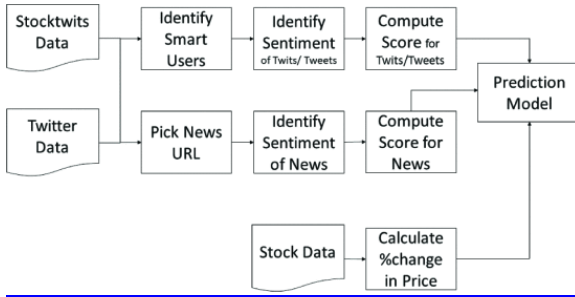 Stocktwits
Data
Identify
Smart
Users
Identify
Sentiment
of Twits/ Tweets
Compute
Score for
Twits/Tweets
Prediction
Model
Twitter
Data
Pick News
URL
Identify
Sentiment
of News
Compute
Score for
News
Stock Data
Calculate
%change
in Price